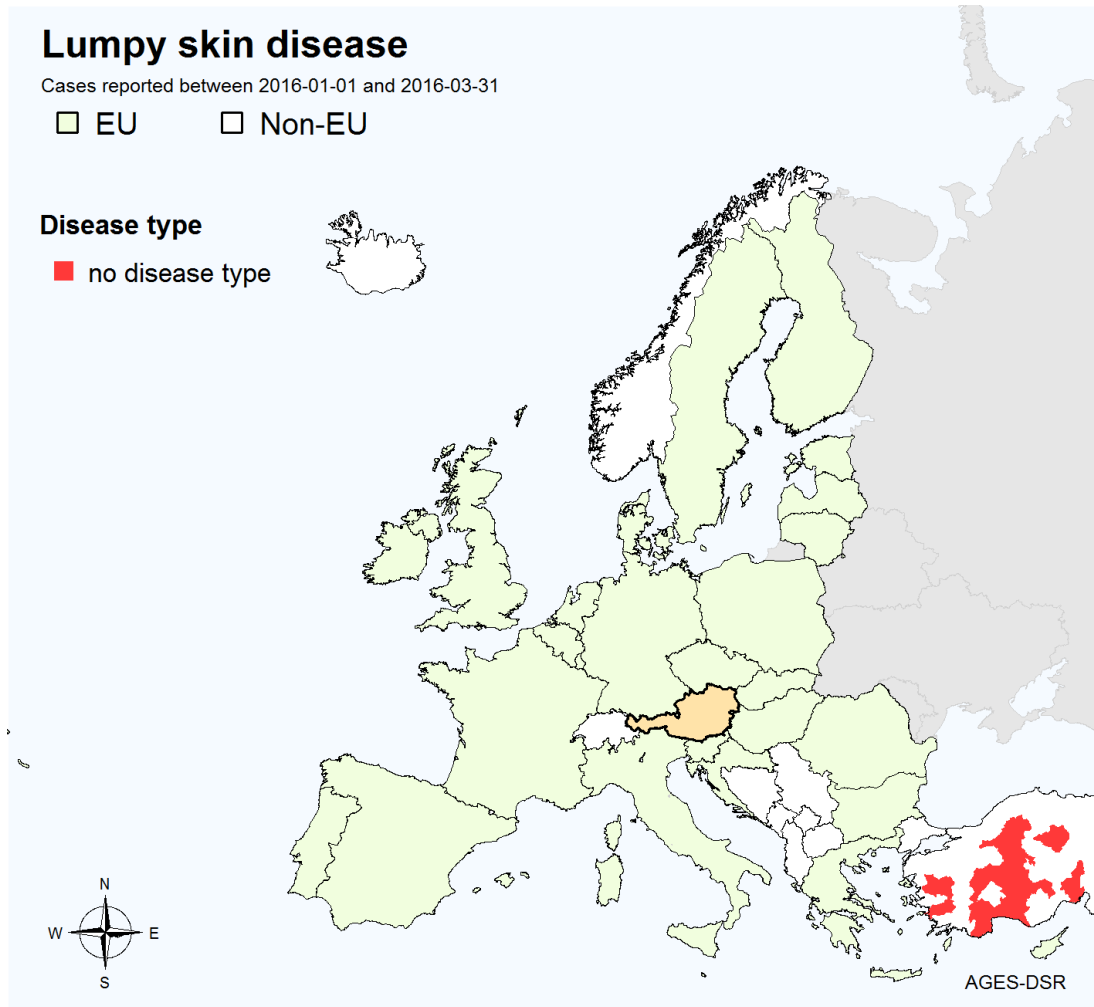 Lumpy skin disease
Cases reported between 2016-01-01 and 2016-03-31
EU Non-EU
Disease type
no disease type
N
W E
S
AGES-DSR